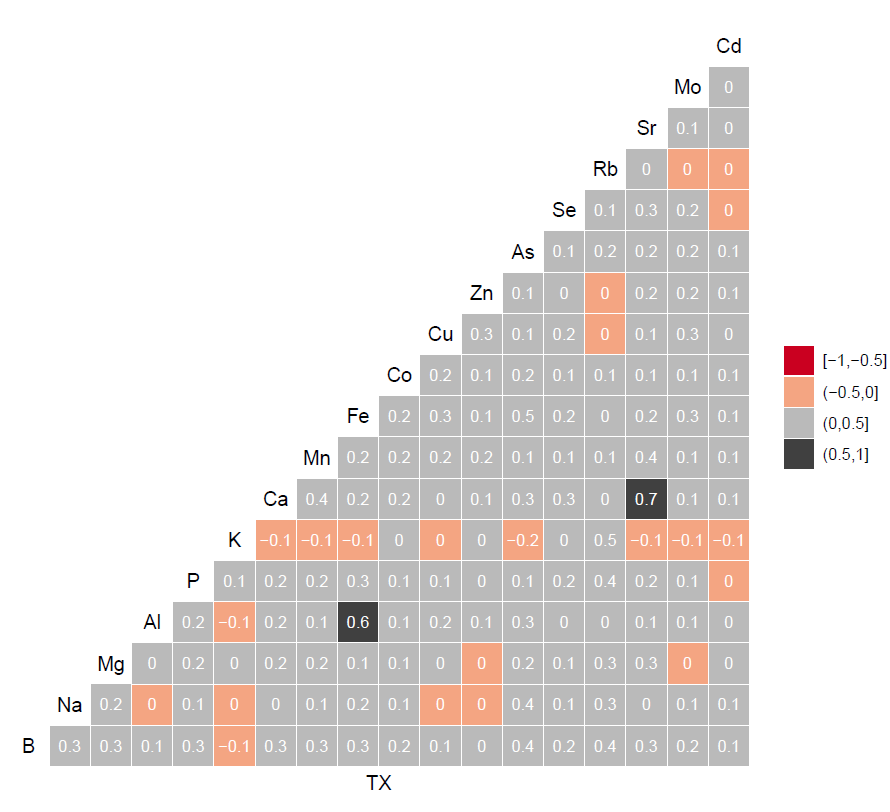 Cd
Mo 0
Sr 0.1 0
Rb 0 0 0
Se 0.1 0.3 0.2 0
As 0.1 0.2 0.2 0.2 0.1
Zn 0.1 0 0 0.2 0.2 0.1
Cu 0.3 0.1 0.2 0 0.1 0.3 0
Co 0.2 0.1 0.2 0.1 0.1 0.1 0.1 0.1
Fe 0.2 0.3 0.1 0.5 0.2 0 0.2 0.3 0.1
Mn 0.2 0.2 0.2 0.2 0.1 0.1 0.1 0.4 0.1 0.1
Ca 0.4 0.2 0.2 0 0.1 0.3 0.3 0 0.7 0.1 0.1
K −0.1 −0.1 −0.1 0 0 0 −0.2 0 0.5 −0.1 −0.1 −0.1
P 0.1 0.2 0.2 0.3 0.1 0.1 0 0.1 0.2 0.4 0.2 0.1 0
Al 0.2 −0.1 0.2 0.1 0.6 0.1 0.2 0.1 0.3 0 0 0.1 0.1 0
Mg 0 0.2 0 0.2 0.2 0.1 0.1 0 0 0.2 0.1 0.3 0.3 0 0
Na 0.2 0 0.1 0 0 0.1 0.2 0.1 0 0 0.4 0.1 0.3 0 0.1 0.1
B 0.3 0.3 0.1 0.3 −0.1 0.3 0.3 0.3 0.2 0.1 0 0.4 0.2 0.4 0.3 0.2 0.1
TX
[−1,−0.5]
(−0.5,0]
(0,0.5]
(0.5,1]